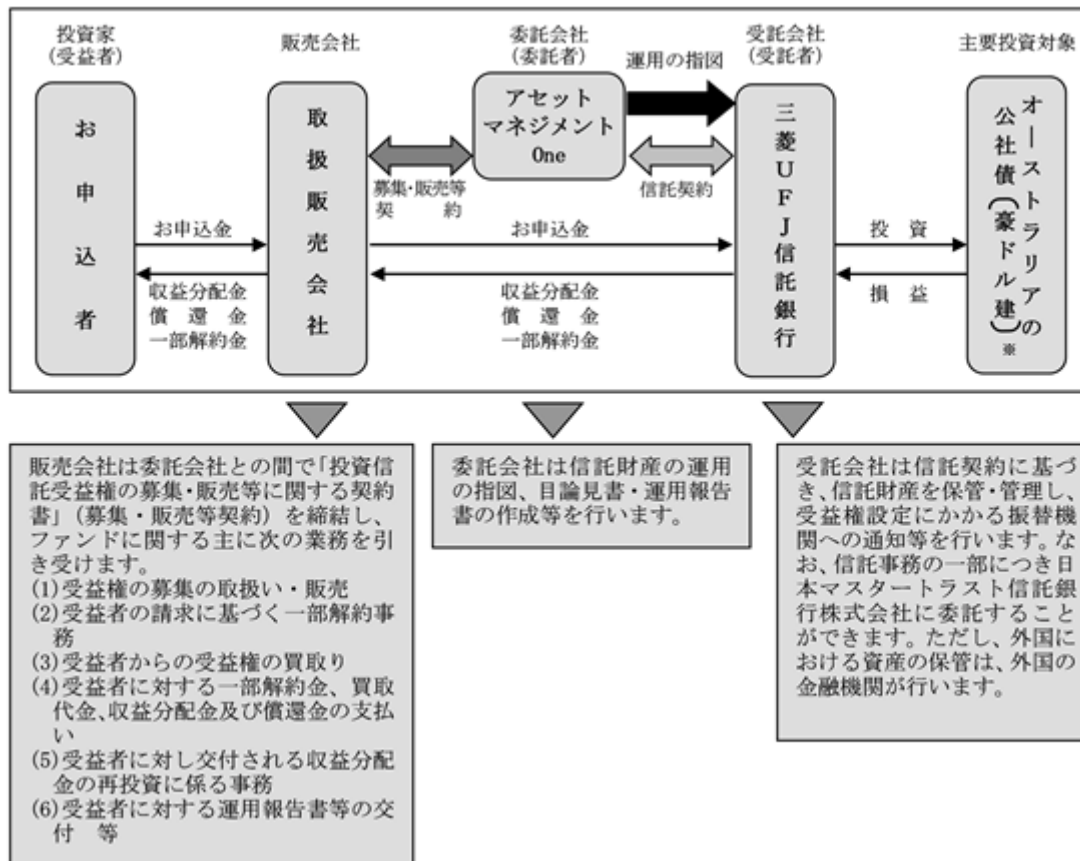 投資家
(受益者)
販売会社
委託会社
(委託者)
受託会社
(受託者)
主要投資対象
運用の指図
お申込者
取扱販売会社
アセット
マネジメント
One
三菱UFJ信託銀行
オーストラリアの
公社債(豪ドル建)※
募集・販売等
契　　約
信託契約
お申込金
お申込金
投　資
収益分配金
償　還　金
一部解約金
収益分配金
償　還　金
一部解約金
損　益
販売会社は委託会社との間で「投資信
託受益権の募集・販売等に関する契約
書」（募集・販売等契約）を締結し、
ファンドに関する主に次の業務を引
き受けます。
(1)受益権の募集の取扱い・販売
(2)受益者の請求に基づく一部解約事
務
(3)受益者からの受益権の買取り
(4)受益者に対する一部解約金、買取
代金、収益分配金及び償還金の支払
い
(5)受益者に対し交付される収益分配
金の再投資に係る事務
(6)受益者に対する運用報告書等の交
付　等
委託会社は信託財産の運用
の指図、目論見書・運用報告
書の作成等を行います。
受託会社は信託契約に基づ
き、信託財産を保管・管理し、
受益権設定にかかる振替機
関への通知等を行います。な
お、信託事務の一部につき日
本マスタートラスト信託銀
行株式会社に委託すること
ができます。ただし、外国に
おける資産の保管は、外国の
金融機関が行います。